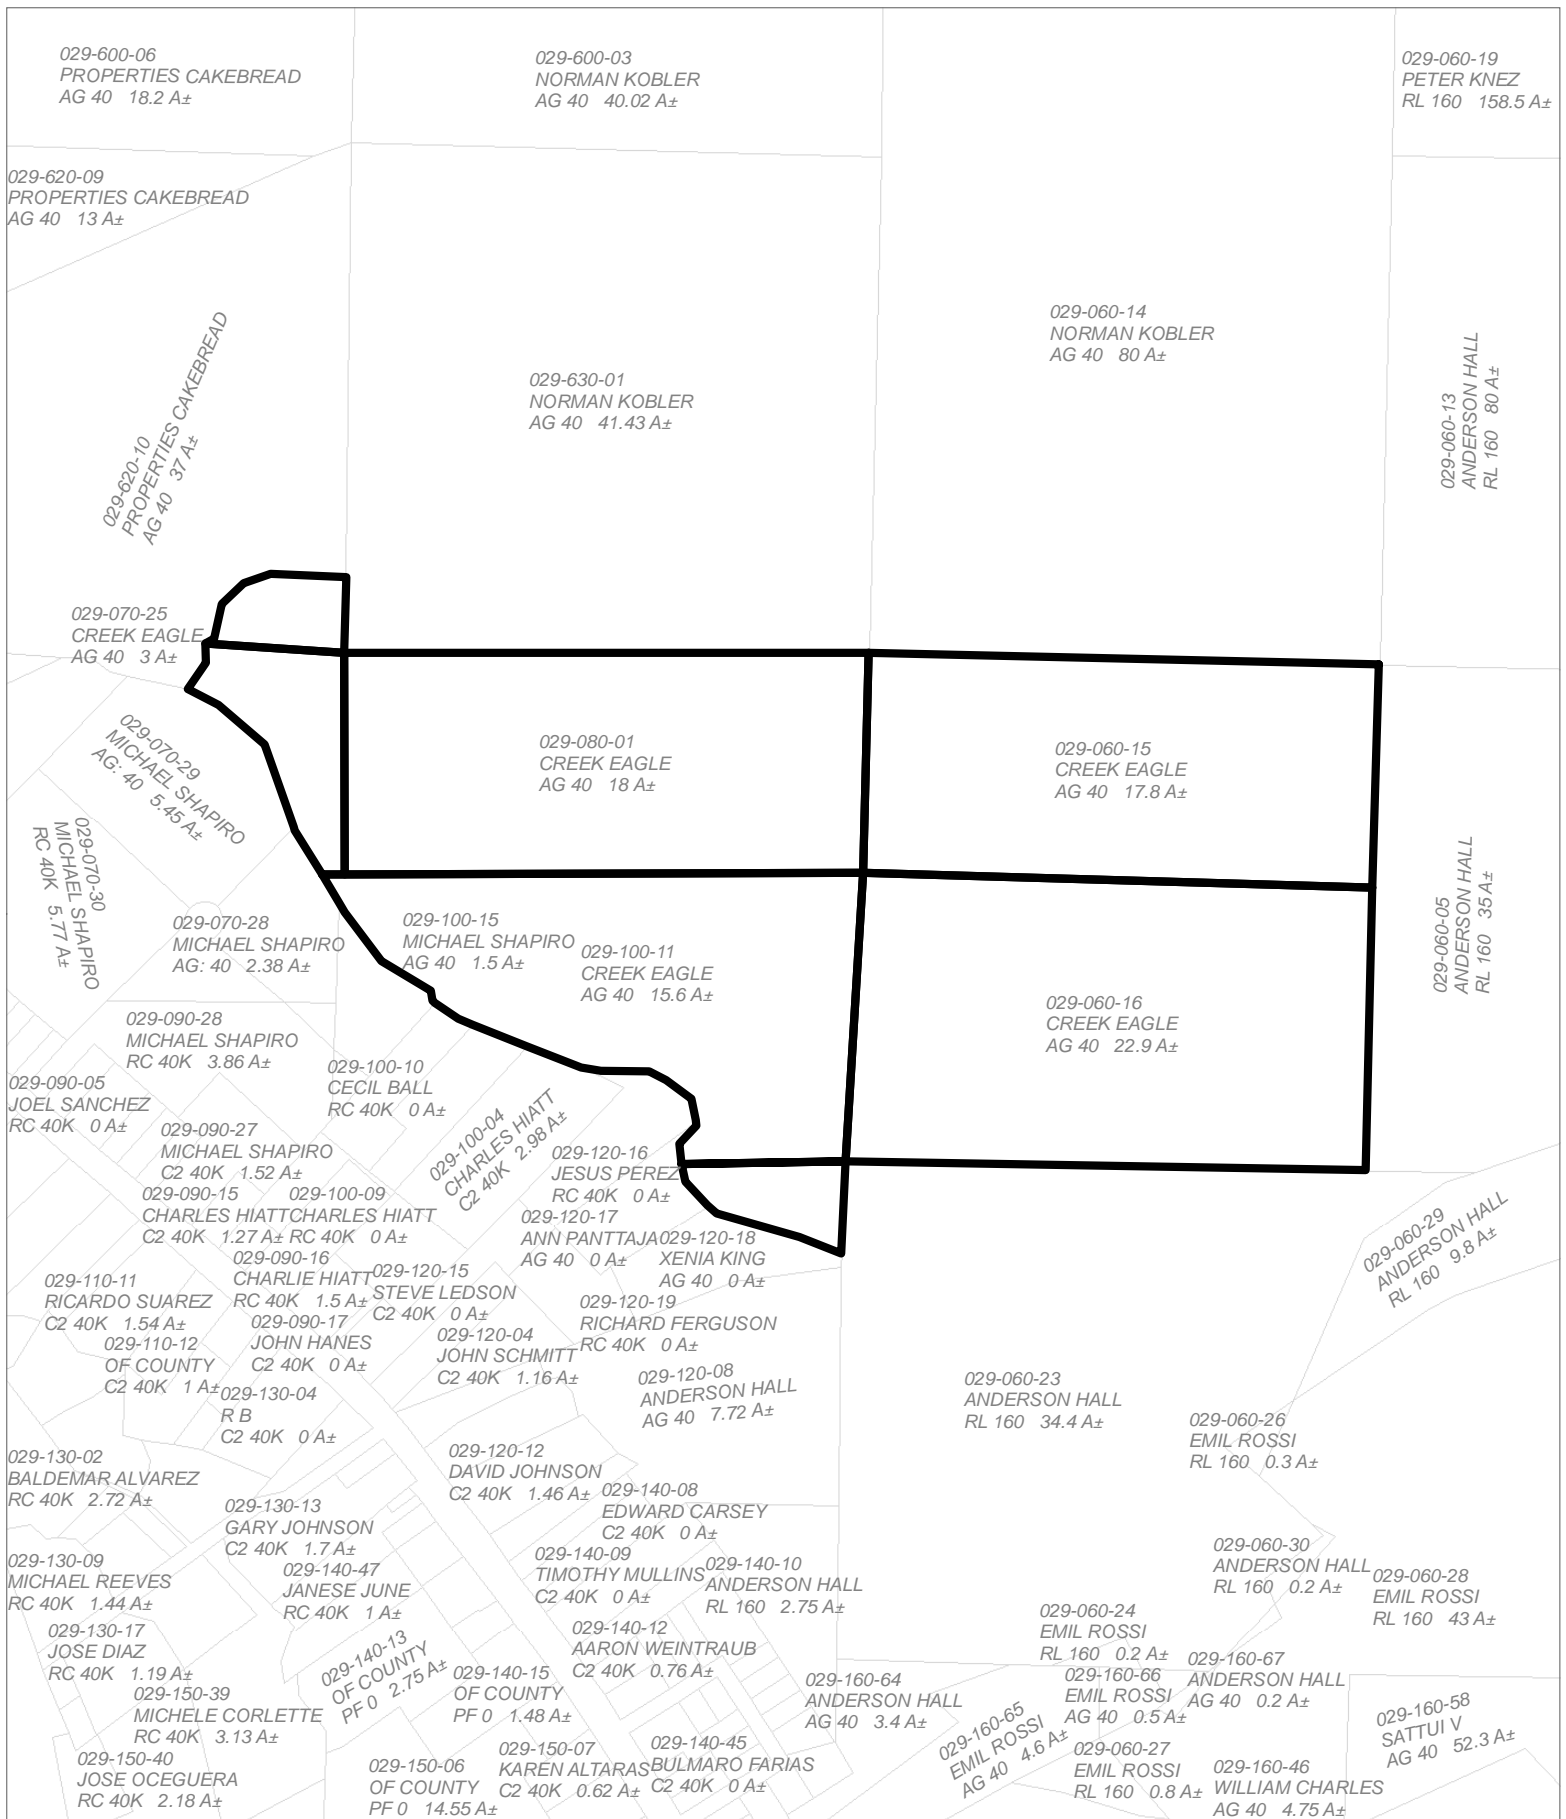 029-600-06
PROPERTIES CAKEBREAD
AG 40 18.2 A±
029-600-03
NORMAN KOBLER
AG 40 40.02 A±
029-060-19
PETER KNEZ
RL 160 158.5 A±
029-620-09
PROPERTIES CAKEBREAD
AG 40 13 A±
029-060-14
NORMAN KOBLER
AG 40 80 A±
029-620-10
PROPERTIES CAKEBREAD
AG 40 37 A±
029-630-01
NORMAN KOBLER
AG 40 41.43 A±
029-060-13
ANDERSON HALL
RL 160 80 A±
029-070-25
CREEK EAGLE
AG 40 3 A±
029-070-29
MICHAEL SHAPIRO
AG: 40 5.45 A±
029-080-01
CREEK EAGLE
AG 40 18 A±
029-060-15
CREEK EAGLE
AG 40 17.8 A±
029-070-30
MICHAEL SHAPIRO
RC 40K 5.77 A±
029-070-28
MICHAEL SHAPIRO
AG: 40 2.38 A±
029-100-15
MICHAEL SHAPIRO
AG 40 1.5 A±
029-100-11
CREEK EAGLE
AG 40 15.6 A±
029-060-05
ANDERSON HALL
RL 160 35 A±
029-060-16
CREEK EAGLE
AG 40 22.9 A±
029-090-28
MICHAEL SHAPIRO
RC 40K 3.86 A±
029-100-10
CECIL BALL
RC 40K 0 A±
029-090-05
JOEL SANCHEZ
RC 40K 0 A±
029-100-04
CHARLES HIATT
C2 40K 2.98 A±
029-090-27
MICHAEL SHAPIRO
C2 40K 1.52 A±
029-120-16
JESUS PEREZ
RC 40K 0 A±
029-090-15
CHARLES HIATT
C2 40K 1.27 A±
029-100-09
CHARLES HIATT
RC 40K 0 A±
029-120-17
ANN PANTTAJA
AG 40 0 A±
029-120-18
XENIA KING
AG 40 0 A±
029-060-29
ANDERSON HALL
RL 160 9.8 A±
029-090-16
CHARLIE HIATT
RC 40K 1.5 A±
029-120-15
STEVE LEDSON
C2 40K 0 A±
029-110-11
RICARDO SUAREZ
C2 40K 1.54 A±
029-120-19
RICHARD FERGUSON
RC 40K 0 A±
029-090-17
JOHN HANES
C2 40K 0 A±
029-120-04
JOHN SCHMITT
C2 40K 1.16 A±
029-110-12
OF COUNTY
C2 40K 1 A±
029-120-08
ANDERSON HALL
AG 40 7.72 A±
029-060-23
ANDERSON HALL
RL 160 34.4 A±
029-130-04
R B
C2 40K 0 A±
029-060-26
EMIL ROSSI
RL 160 0.3 A±
029-130-02
BALDEMAR ALVAREZ
RC 40K 2.72 A±
029-120-12
DAVID JOHNSON
C2 40K 1.46 A±
029-140-08
EDWARD CARSEY
C2 40K 0 A±
029-130-13
GARY JOHNSON
C2 40K 1.7 A±
029-060-30
ANDERSON HALL
RL 160 0.2 A±
029-130-09
MICHAEL REEVES
RC 40K 1.44 A±
029-140-47
JANESE JUNE
RC 40K 1 A±
029-140-09
TIMOTHY MULLINS
C2 40K 0 A±
029-140-10
ANDERSON HALL
RL 160 2.75 A±
029-060-28
EMIL ROSSI
RL 160 43 A±
029-060-24
EMIL ROSSI
RL 160 0.2 A±
029-130-17
JOSE DIAZ
RC 40K 1.19 A±
029-140-13
OF COUNTY
PF 0 2.75 A±
029-140-12
AARON WEINTRAUB
C2 40K 0.76 A±
029-160-67
ANDERSON HALL
AG 40 0.2 A±
029-140-15
OF COUNTY
PF 0 1.48 A±
029-160-64
ANDERSON HALL
AG 40 3.4 A±
029-160-66
EMIL ROSSI
AG 40 0.5 A±
029-150-39
MICHELE CORLETTE
RC 40K 3.13 A±
029-160-65
EMIL ROSSI
AG 40 4.6 A±
029-160-58
SATTUI V
AG 40 52.3 A±
029-150-40
JOSE OCEGUERA
RC 40K 2.18 A±
029-150-06
OF COUNTY
PF 0 14.55 A±
029-150-07
KAREN ALTARAS
C2 40K 0.62 A±
029-140-45
BULMARO FARIAS
C2 40K 0 A±
029-060-27
EMIL ROSSI
RL 160 0.8 A±
029-160-46
WILLIAM CHARLES
AG 40 4.75 A±